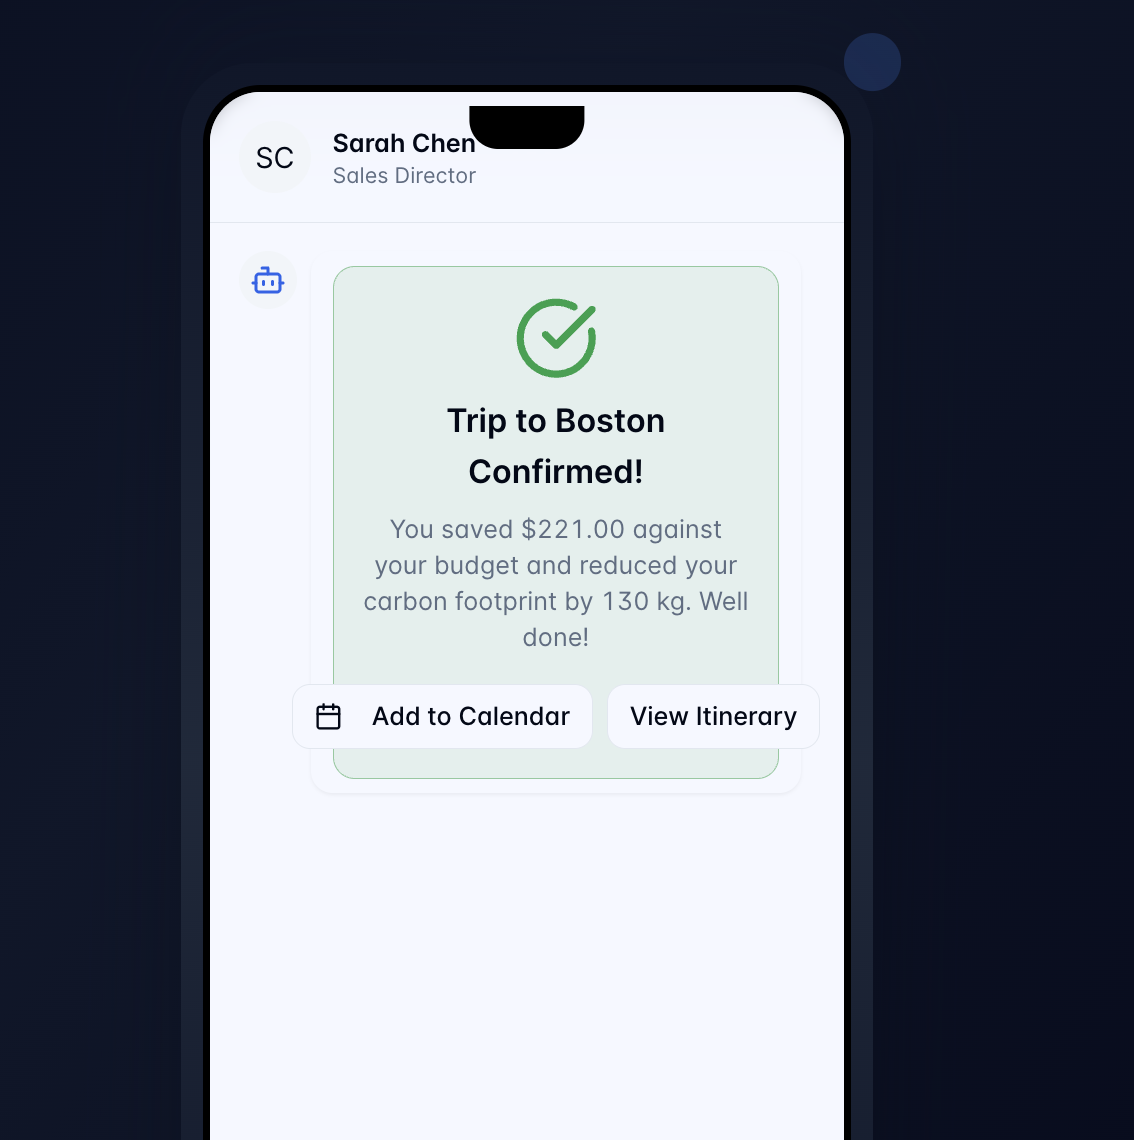 SC
Sarah Chen
Sales Director
Trip to Boston
Confirmed!
You saved $221.00 against
your budget and reduced your
carbon footprint by 130 kg. Well
done!
Add to Calendar
View Itinerary